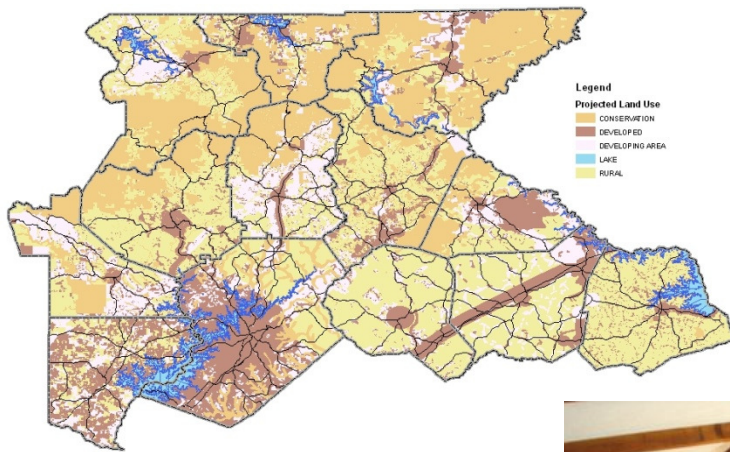 Legend
Projected Land Use
CONSERVATION
DEVELOPED
DEVELOPING AREA
LAKE
RURAL